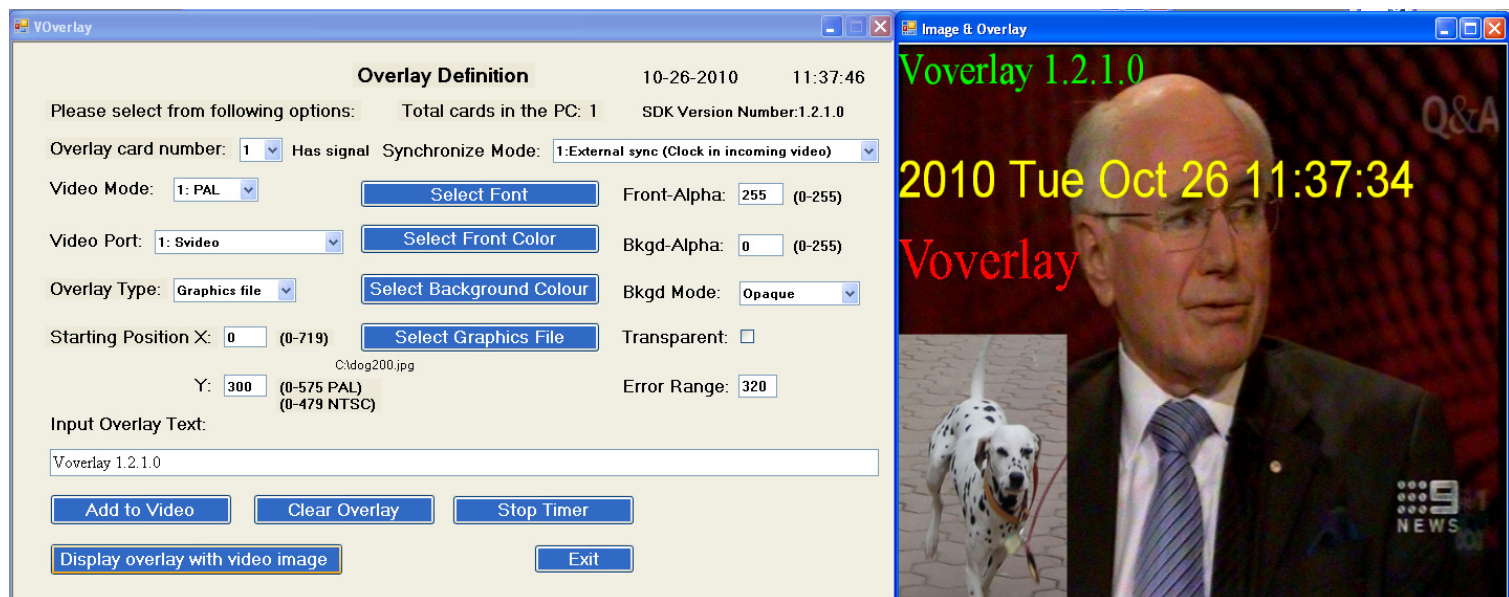 VOverlay
Overlay Definition 10-26-2010 11:37:46
Please select from following options: Total cards in the PC: 1 SDK Version Number:1.2.1.0
Overlay card number: 1 Has signal Synchronize Mode: 1:External sync (Clock in incoming video)
Video Mode: 1: PAL Select Font Front-Alpha: 255 (0-255)
Video Port: 1: Svideo Select Front Color Bkgd-Alpha: 0 (0-255)
Overlay Type: Graphics file Select Background Colour Bkgd Mode: Opaque
Starting Position X: 0 (0-719) Select Graphics File Transparent:
C:\dog200.jpg
Y: 300 (0-575 PAL) Error Range: 320
(0-479 NTSC)
Input Overlay Text:
Voverlay 1.2.1.0
Add to Video Clear Overlay Stop Timer
Display overlay with video image Exit
Image & Overlay
Voverlay 1.2.1.0
Q&A
2010 Tue Oct 26 11:37:34
Voverlay
9
NEWS